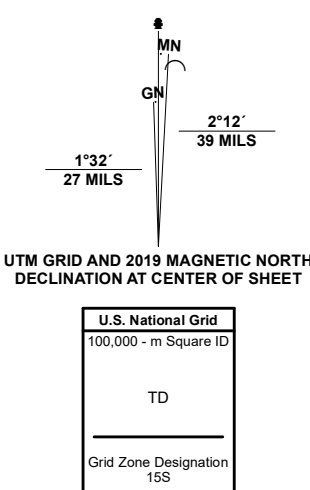 MN
GN
2°12´
39 MILS
1°32´
27 MILS
UTM GRID AND 2019 MAGNETIC NORTH
DECLINATION AT CENTER OF SHEET
U.S. National Grid
100,000 - m Square ID
TD
Grid Zone Designation
15S